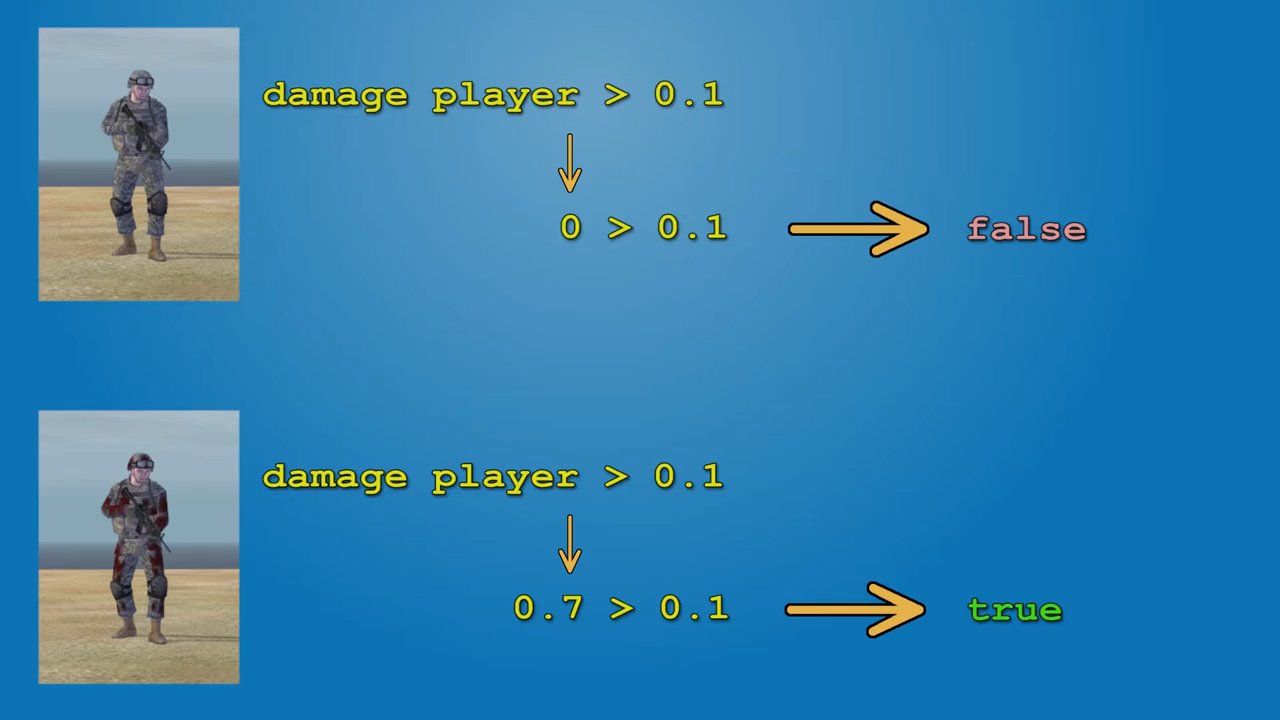 damage player > 0.1
0 > 0.1
false
damage player > 0.1
0.7 > 0.1
true